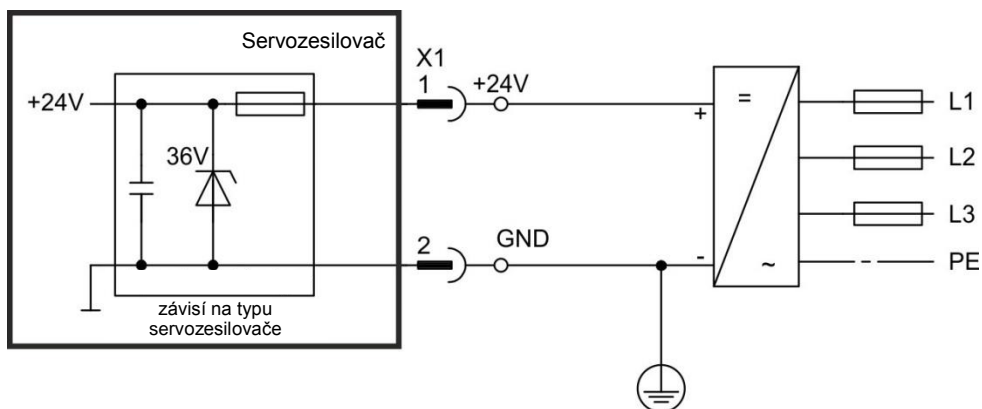 Servozesilovač
X1
1
+24V
+24V
36V
+
=
L1
L2
L3
2
GND
-
~
PE
závisí na typu
servozesilovače